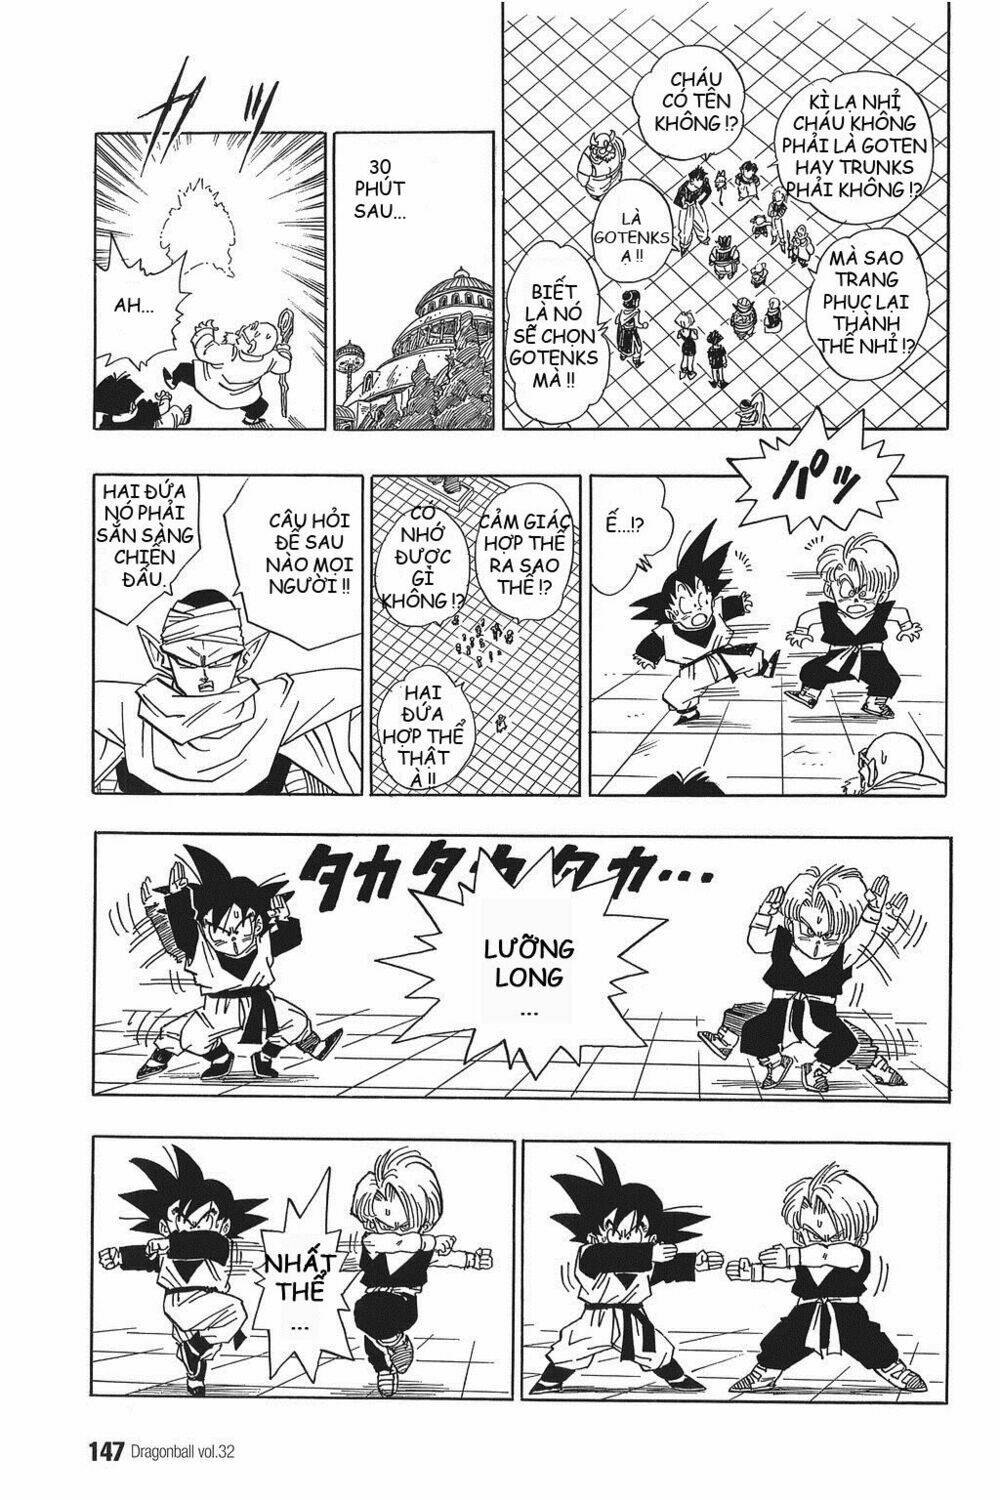 CHÁU
CÓ TÊN
KHÔNG !?
KÌ LẠ NHỈ,
CHÁU KHÔNG
PHẢI LÀ GOTEN
HAY TRUNKS
PHẢI KHÔNG !?
LÀ
GOTENKS
Ạ !!
BIẾT
LÀ NÓ
SẼ CHỌN
GOTENKS
MÀ !!
MÀ SAO
TRANG
PHỤC LẠI
THÀNH
THẾ NHỈ !?
30
PHÚT
SAU...
AH...
パッ
Ế...!?
CẢM GIÁC
HỢP THỂ
RA SAO
THẾ !?
CÓ
NHỚ
ĐƯỢC
GÌ
KHÔNG !?
HAI
ĐỨA
HỢP THỂ
THẬT
À !!
CÂU HỎI
ĐỂ SAU
NÀO MỌI
NGƯỜI !!
HAI ĐỨA
NÓ PHẢI
SẴN SÀNG
CHIẾN
ĐẤU.
タカタカタカ...
LƯỠNG
LONG
...
NHẤT
THỂ
...
147 Dragonball vol.32